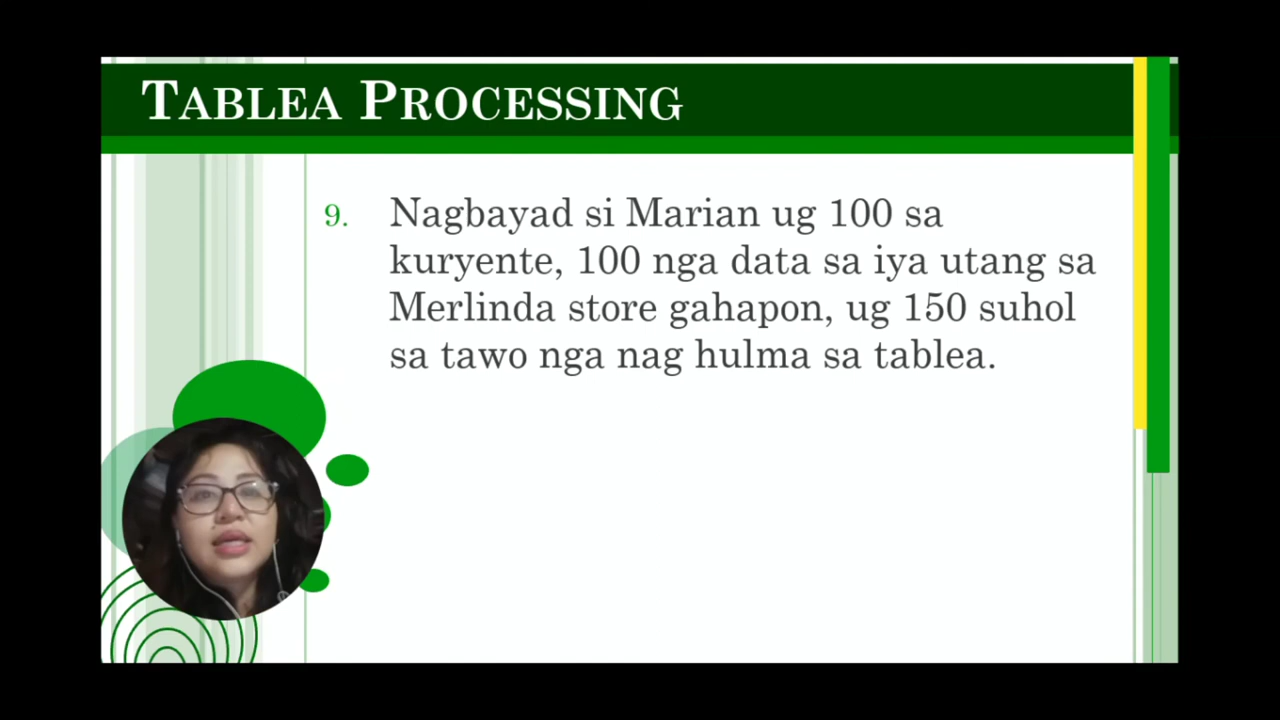 TABLEA PROCESSING
9. Nagbayad si Marian ug 100 sa
kuryente, 100 nga data sa iya utang sa
Merlinda store gahapon, ug 150 suhol
sa tawo nga nag hulma sa tablea.